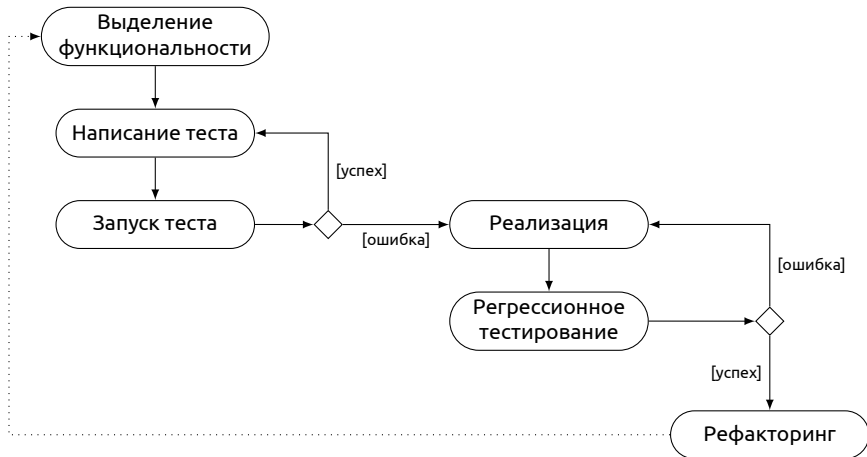 Выделение
функциональности
Написание теста
[успех]
Запуск теста
[ошибка]
Реализация
[ошибка]
Регрессионное
тестирование
[успех]
Рефакторинг